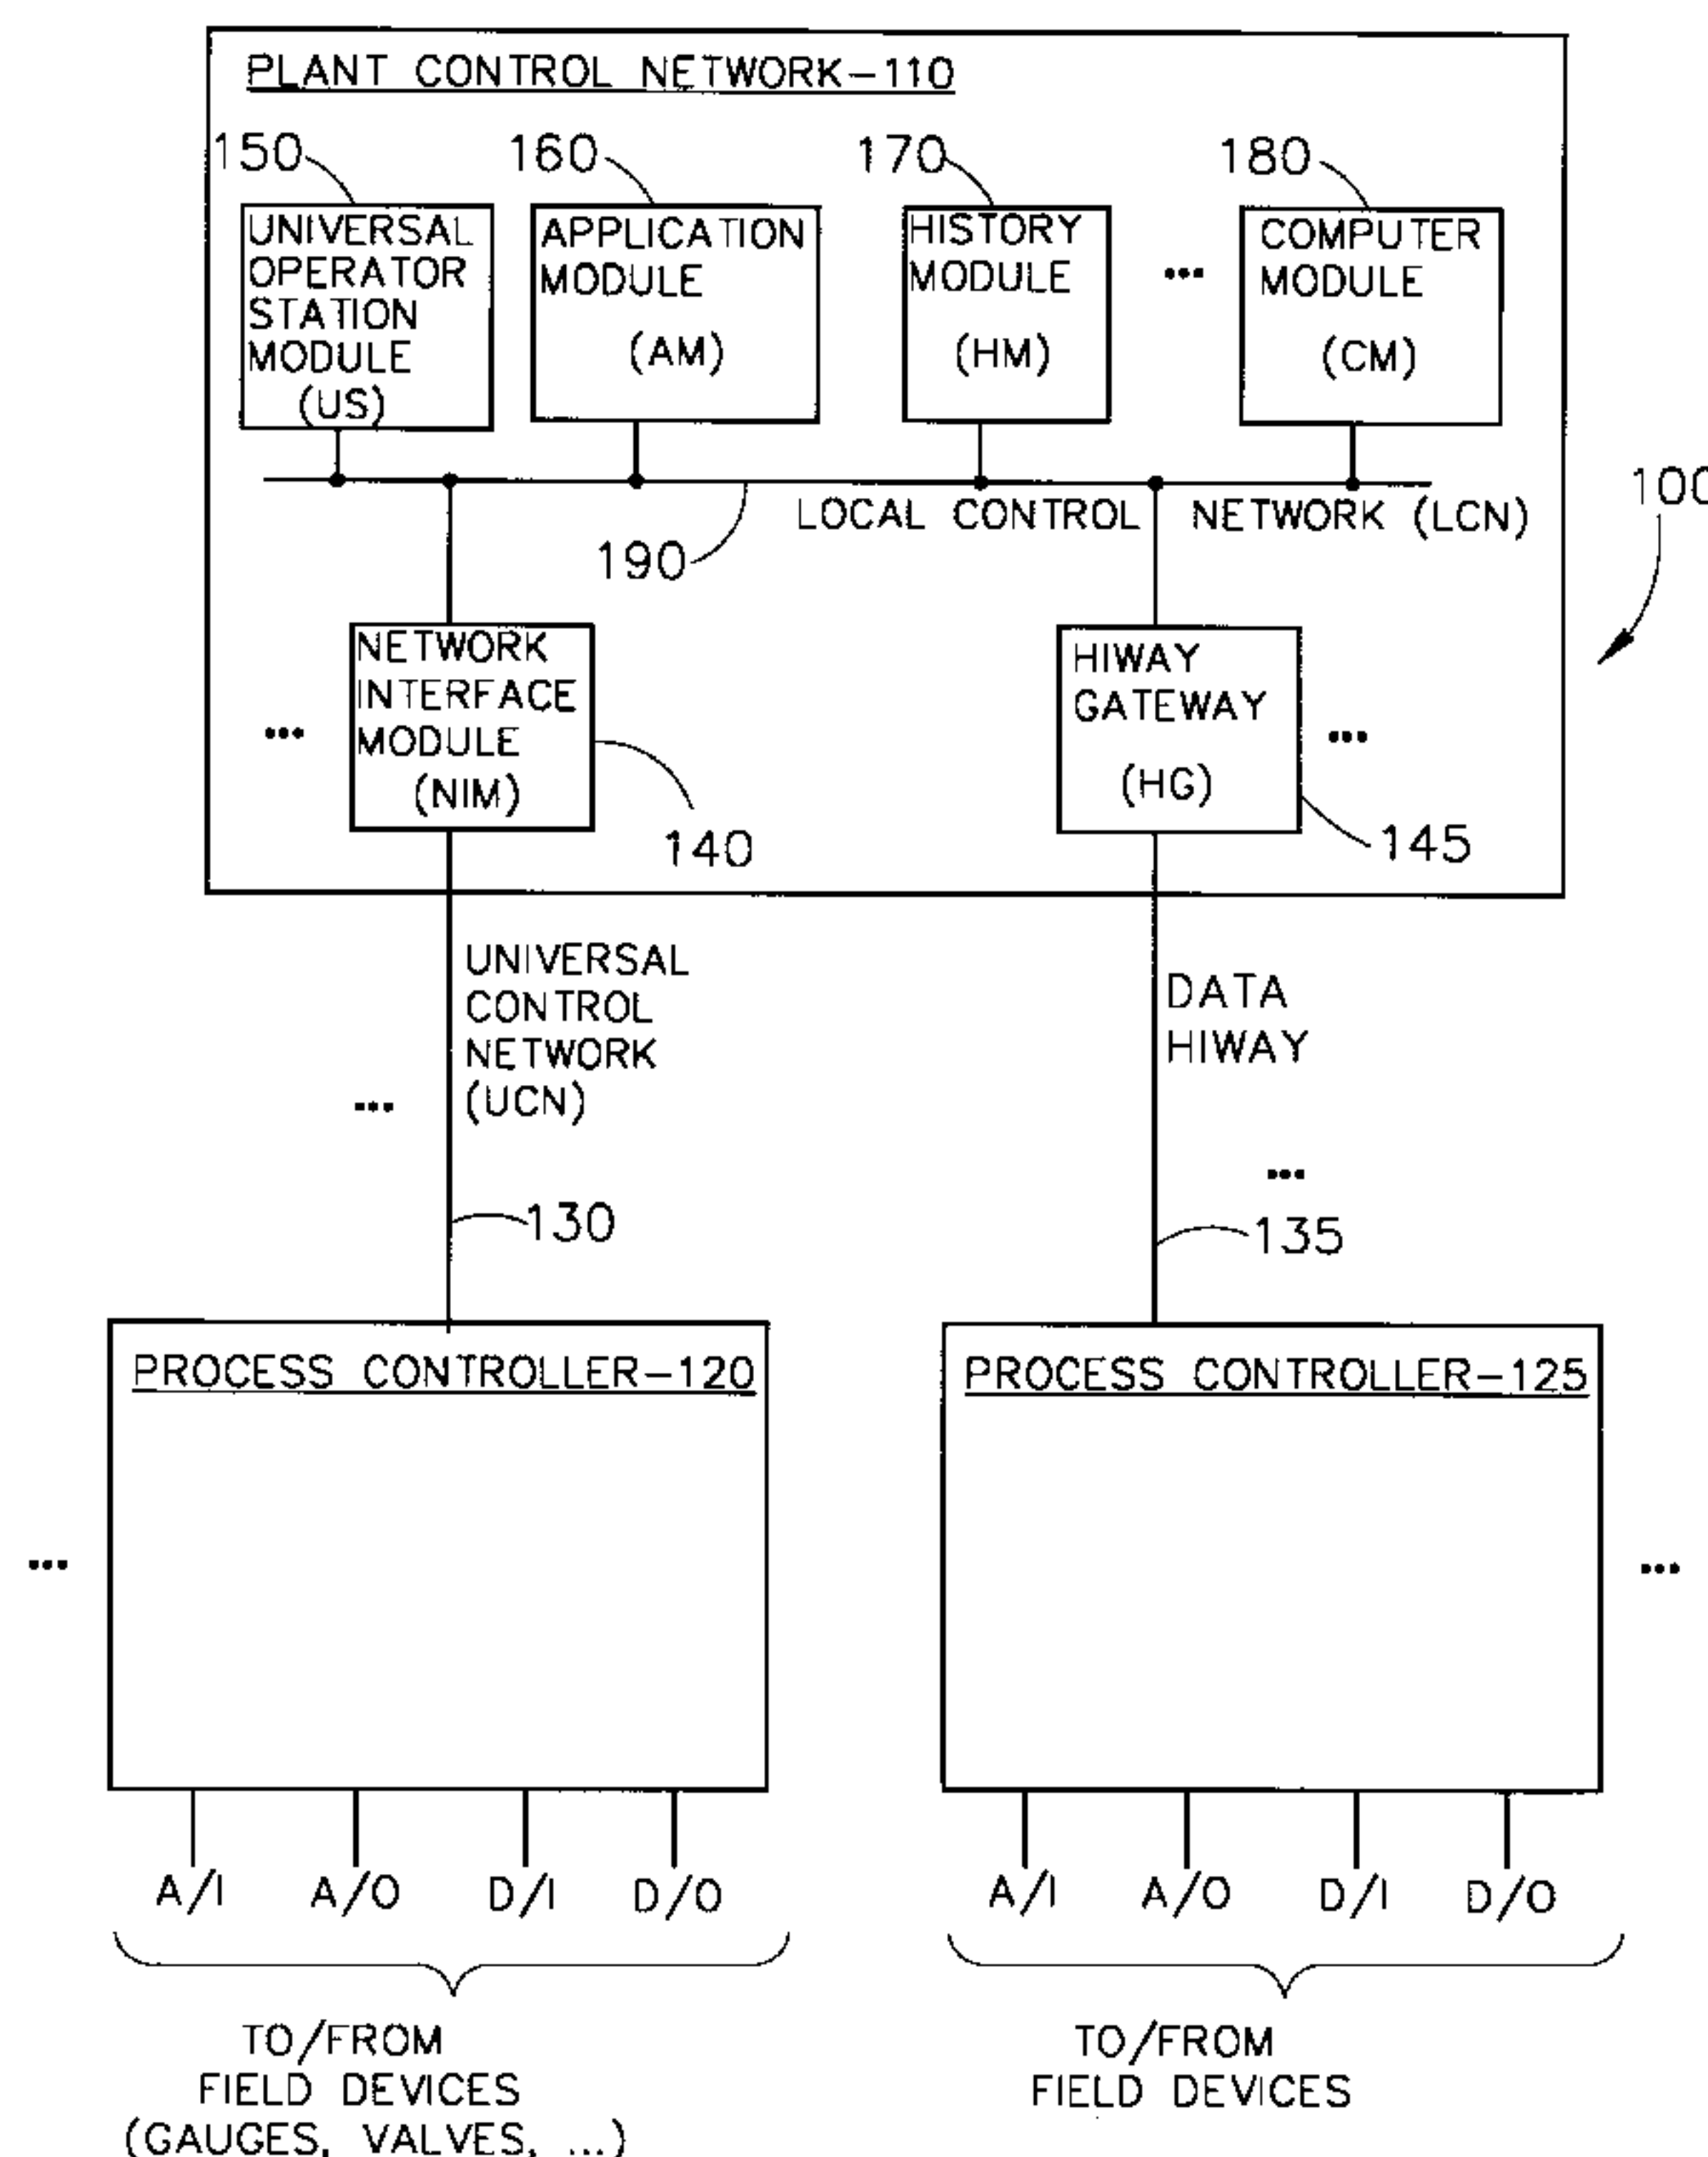 PLANT CONTROL NETWORK-110
150
160
170
180
UNIVERSAL
OPERATOR
STATION
MODULE
(US)
APPLICATION
MODULE
(AM)
HISTORY
MODULE
(HM)
...
COMPUTER
MODULE
(CM)
LOCAL CONTROL NETWORK (LCN)
190
100
...
NETWORK
INTERFACE
MODULE
(NIM)
140
HIWAY
GATEWAY
(HG)
...
145
UNIVERSAL
CONTROL
NETWORK
(UCN)
...
DATA
HIWAY
...
130
135
PROCESS CONTROLLER-120
PROCESS CONTROLLER-125
...
...
A/I A/O D/I D/O
A/I A/O D/I D/O
TO/FROM
FIELD DEVICES
(GAUGES, VALVES, ...)
TO/FROM
FIELD DEVICES